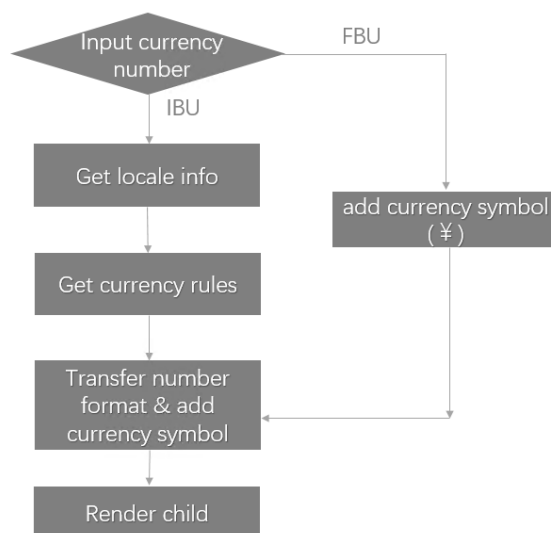 Input currency
number
FBU
IBU
Get locale info
add currency symbol
(¥)
Get currency rules
Transfer number
format & add
currency symbol
Render child